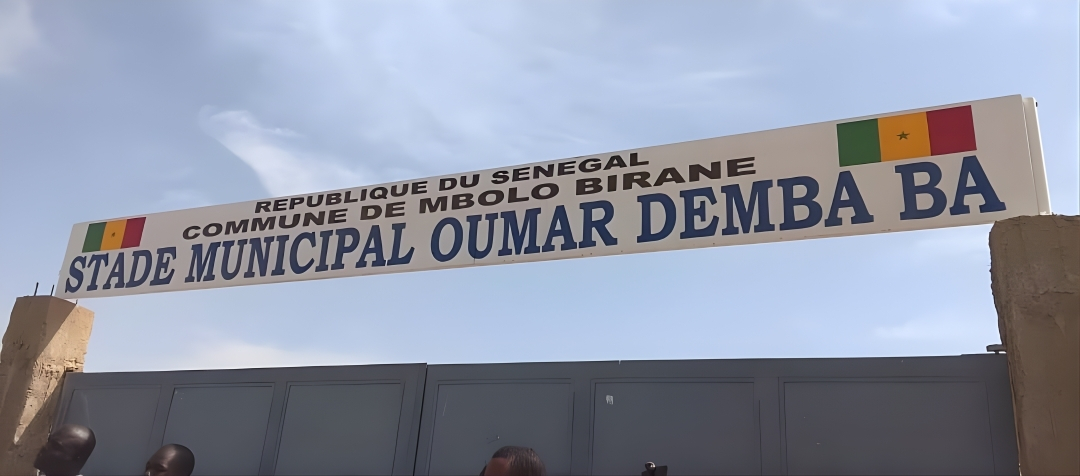 REPUBLIQUE DU SENEGAL
COMMUNE DE MBOLO BIRANE
STADE MUNICIPAL OUMAR DEMBA BA